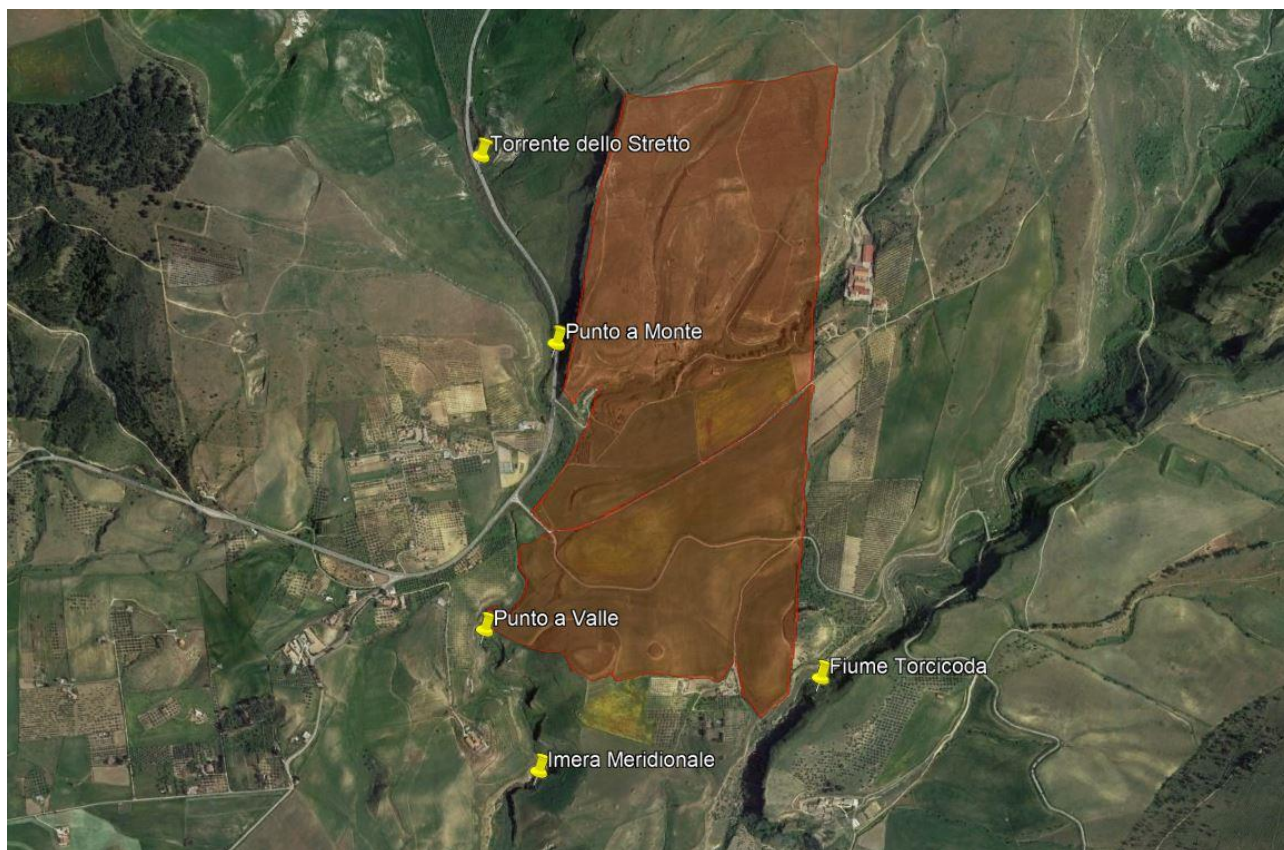 Torrente dello Stretto
Punto a Monte
Punto a Valle
Fiume Torcicoda
Imera Meridionale